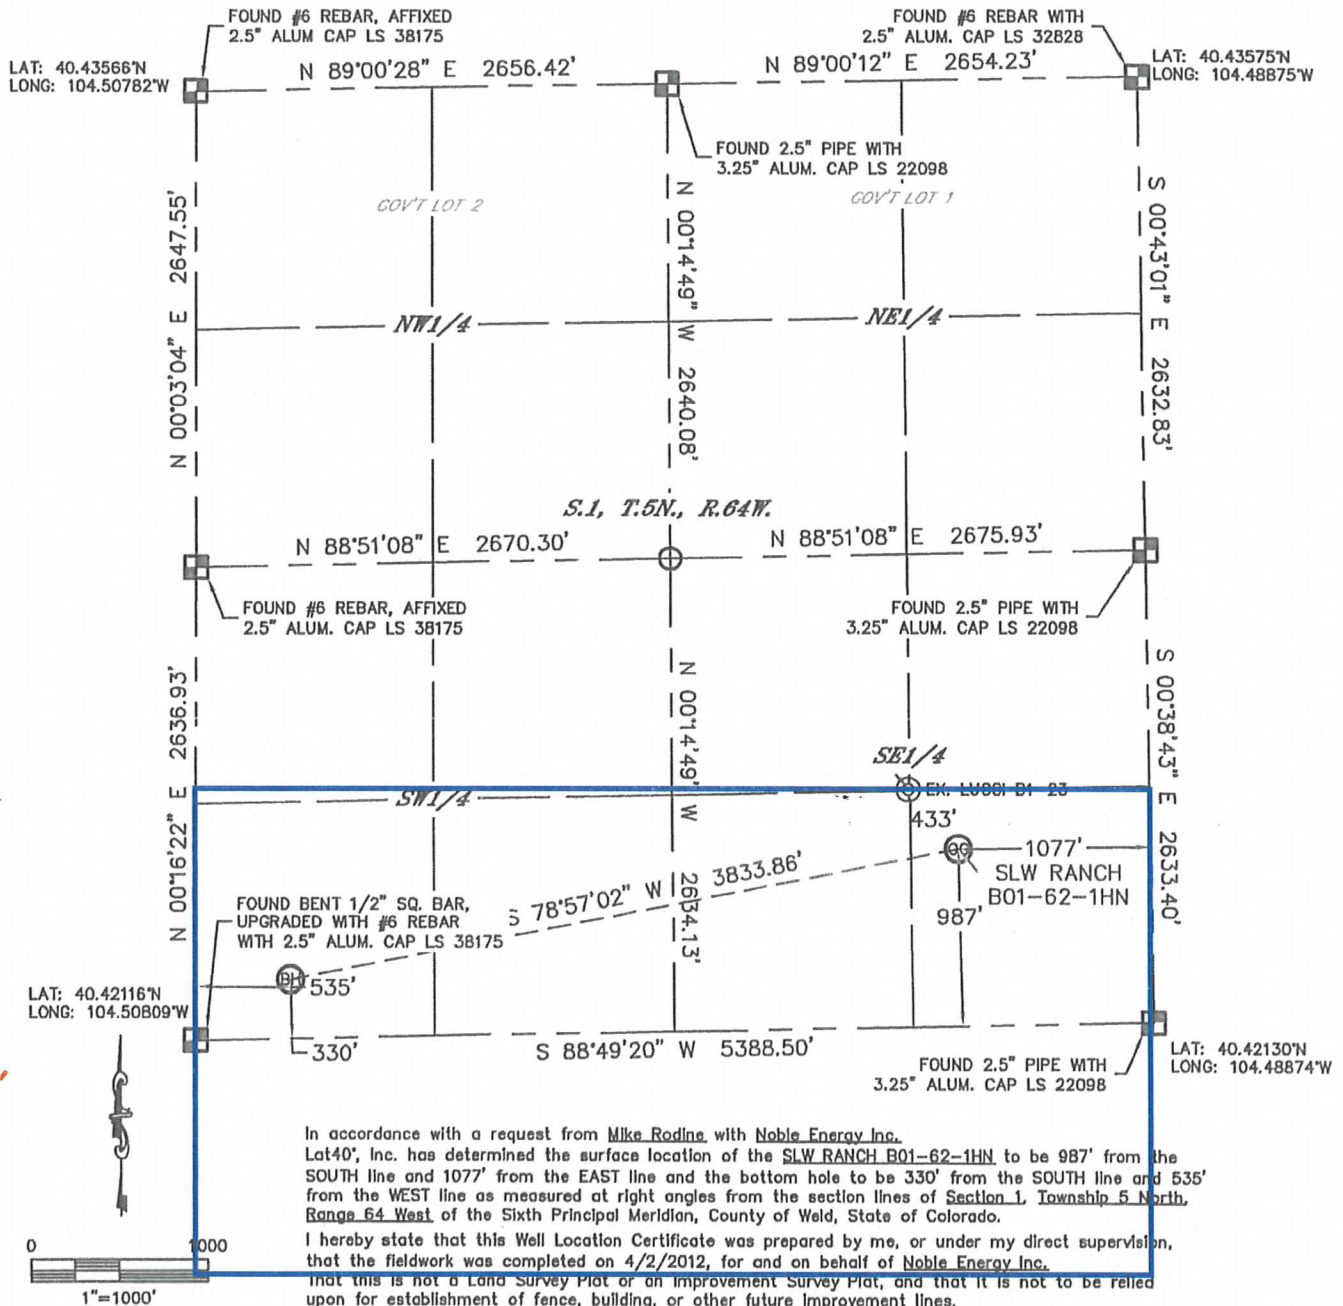 FOUND #6 REBAR, AFFIXED
2.5" ALUM CAP LS 38175
FOUND #6 REBAR WITH
2.5" ALUM. CAP LS 32828
LAT: 40.43566°N
LONG: 104.50782°W
N 89°00'28" E 2656.42'
N 89°00'12" E 2654.23'
LAT: 40.43575°N
LONG: 104.48875°W
FOUND 2.5" PIPE WITH
3.25" ALUM. CAP LS 22098
GOV'T LOT 2
GOV'T LOT 1
N 00°03'04" E 2647.55'
N 00°14'49" W 2640.08'
S 00°43'01" E 2632.83'
NW1/4
NE1/4
S.1, T.5N., R.64W.
N 88°51'08" E 2670.30'
N 88°51'08" E 2675.93'
FOUND #6 REBAR, AFFIXED
2.5" ALUM. CAP LS 38175
FOUND 2.5" PIPE WITH
3.25" ALUM. CAP LS 22098
N 00°16'22" E 2636.93'
N 00°14'49" W 2634.13'
S 00°38'43" E 2633.40'
SE1/4
SW1/4
EX. LUCCI B1-23
433'
1077'
SLW RANCH
B01-62-1HN
987'
S 78°57'02" W 3833.86'
FOUND BENT 1/2" SQ. BAR,
UPGRADED WITH #6 REBAR
WITH 2.5" ALUM. CAP LS 38175
BH
535'
330'
LAT: 40.42116°N
LONG: 104.50809°W
S 88°49'20" W 5388.50'
FOUND 2.5" PIPE WITH
3.25" ALUM. CAP LS 22098
LAT: 40.42130°N
LONG: 104.48874°W
In accordance with a request from Mike Rodine with Noble Energy Inc.
Lat40°, Inc. has determined the surface location of the SLW RANCH B01-62-1HN to be 987' from the
SOUTH line and 1077' from the EAST line and the bottom hole to be 330' from the SOUTH line and 535'
from the WEST line as measured at right angles from the section lines of Section 1, Township 5 North,
Range 64 West of the Sixth Principal Meridian, County of Weld, State of Colorado.
I hereby state that this Well Location Certificate was prepared by me, or under my direct supervision,
that the fieldwork was completed on 4/2/2012, for and on behalf of Noble Energy Inc.
That this is not a Land Survey Plat or an Improvement Survey Plat, and that it is not to be relied
upon for establishment of fence, building, or other future improvement lines.
0 1000
1"=1000'